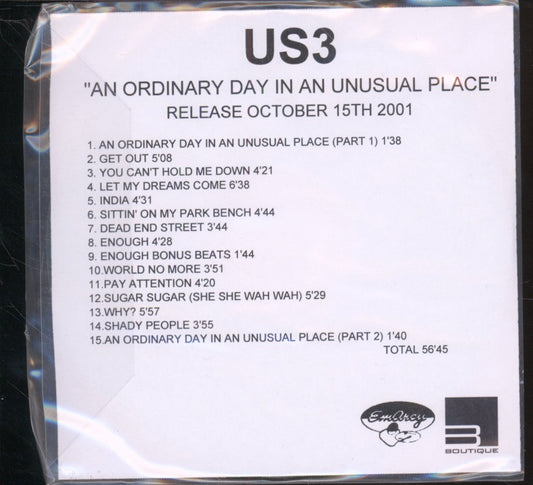 US3
"AN ORDINARY DAY IN AN UNUSUAL PLACE"
RELEASE OCTOBER 15TH 2001
1. AN ORDINARY DAY IN AN UNUSUAL PLACE (PART 1) 1'38
2. GET OUT 5'08
3. YOU CAN'T HOLD ME DOWN 4'21
4. LET MY DREAMS COME 6'38
5. INDIA 4'31
6. SITTIN' ON MY PARK BENCH 4'44
7. DEAD END STREET 3'44
8. ENOUGH 4'28
9. ENOUGH BONUS BEATS 1'44
10.WORLD NO MORE 3'51
11.PAY ATTENTION 4'20
12.SUGAR SUGAR (SHE SHE WAH WAH) 5'29
13.WHY? 5'57
14.SHADY PEOPLE 3'55
15.AN ORDINARY DAY IN AN UNUSUAL PLACE (PART 2) 1'40
TOTAL 56'45
EmArcy
BOUTIQUE